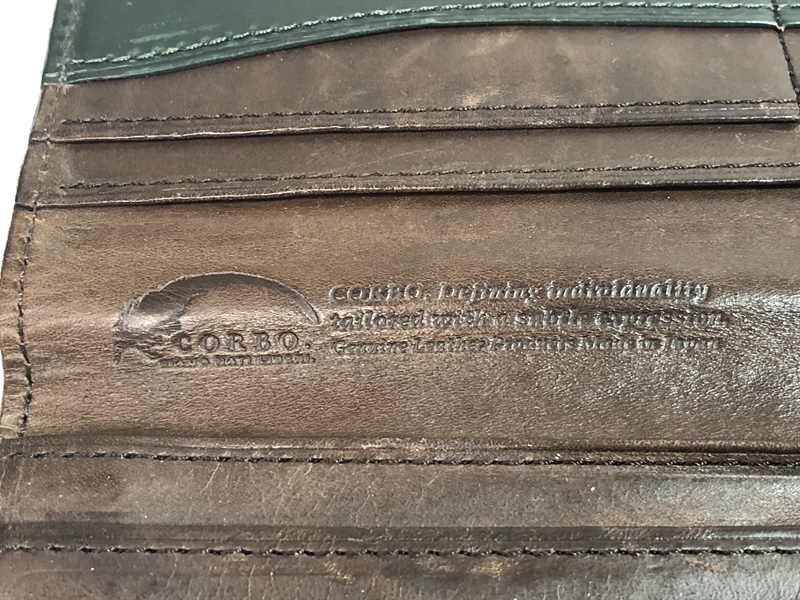 CORBO.
CORBO. Defining individuality
tailored with a subtle expression.
Genuine Leather Products Made in Japan